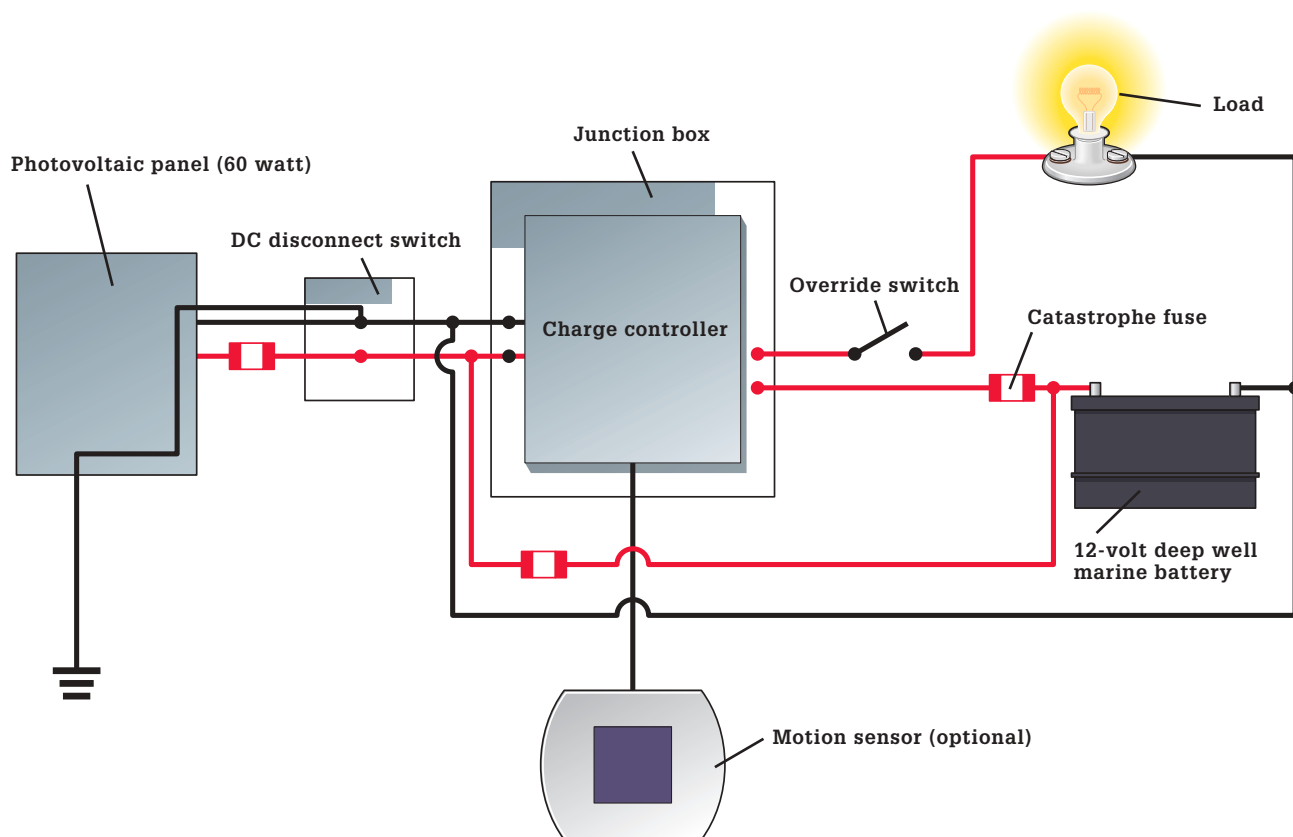 Load
Junction box
Photovoltaic panel (60 watt)
DC disconnect switch
Override switch
Catastrophe fuse
Charge controller
12-volt deep well
marine battery
Motion sensor (optional)